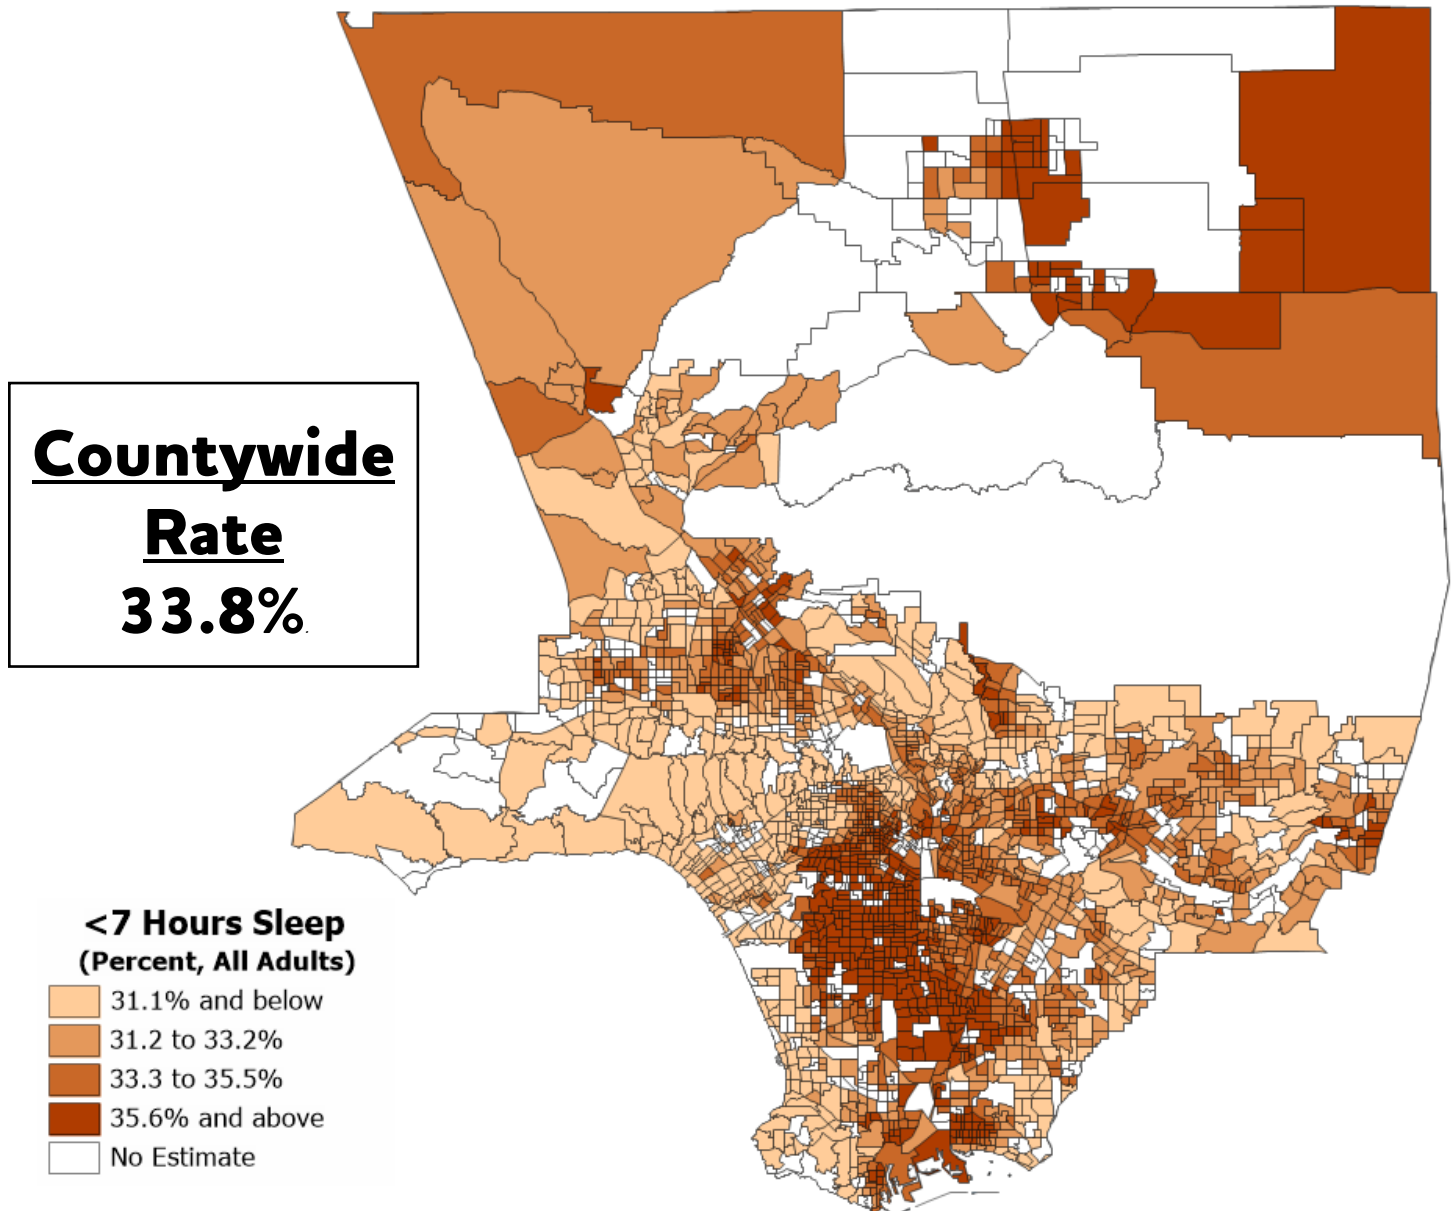 Countywide
Rate
33.8%.
<7 Hours Sleep
(Percent, All Adults)
31.1% and below
31.2 to 33.2%
33.3 to 35.5%
35.6% and above
No Estimate